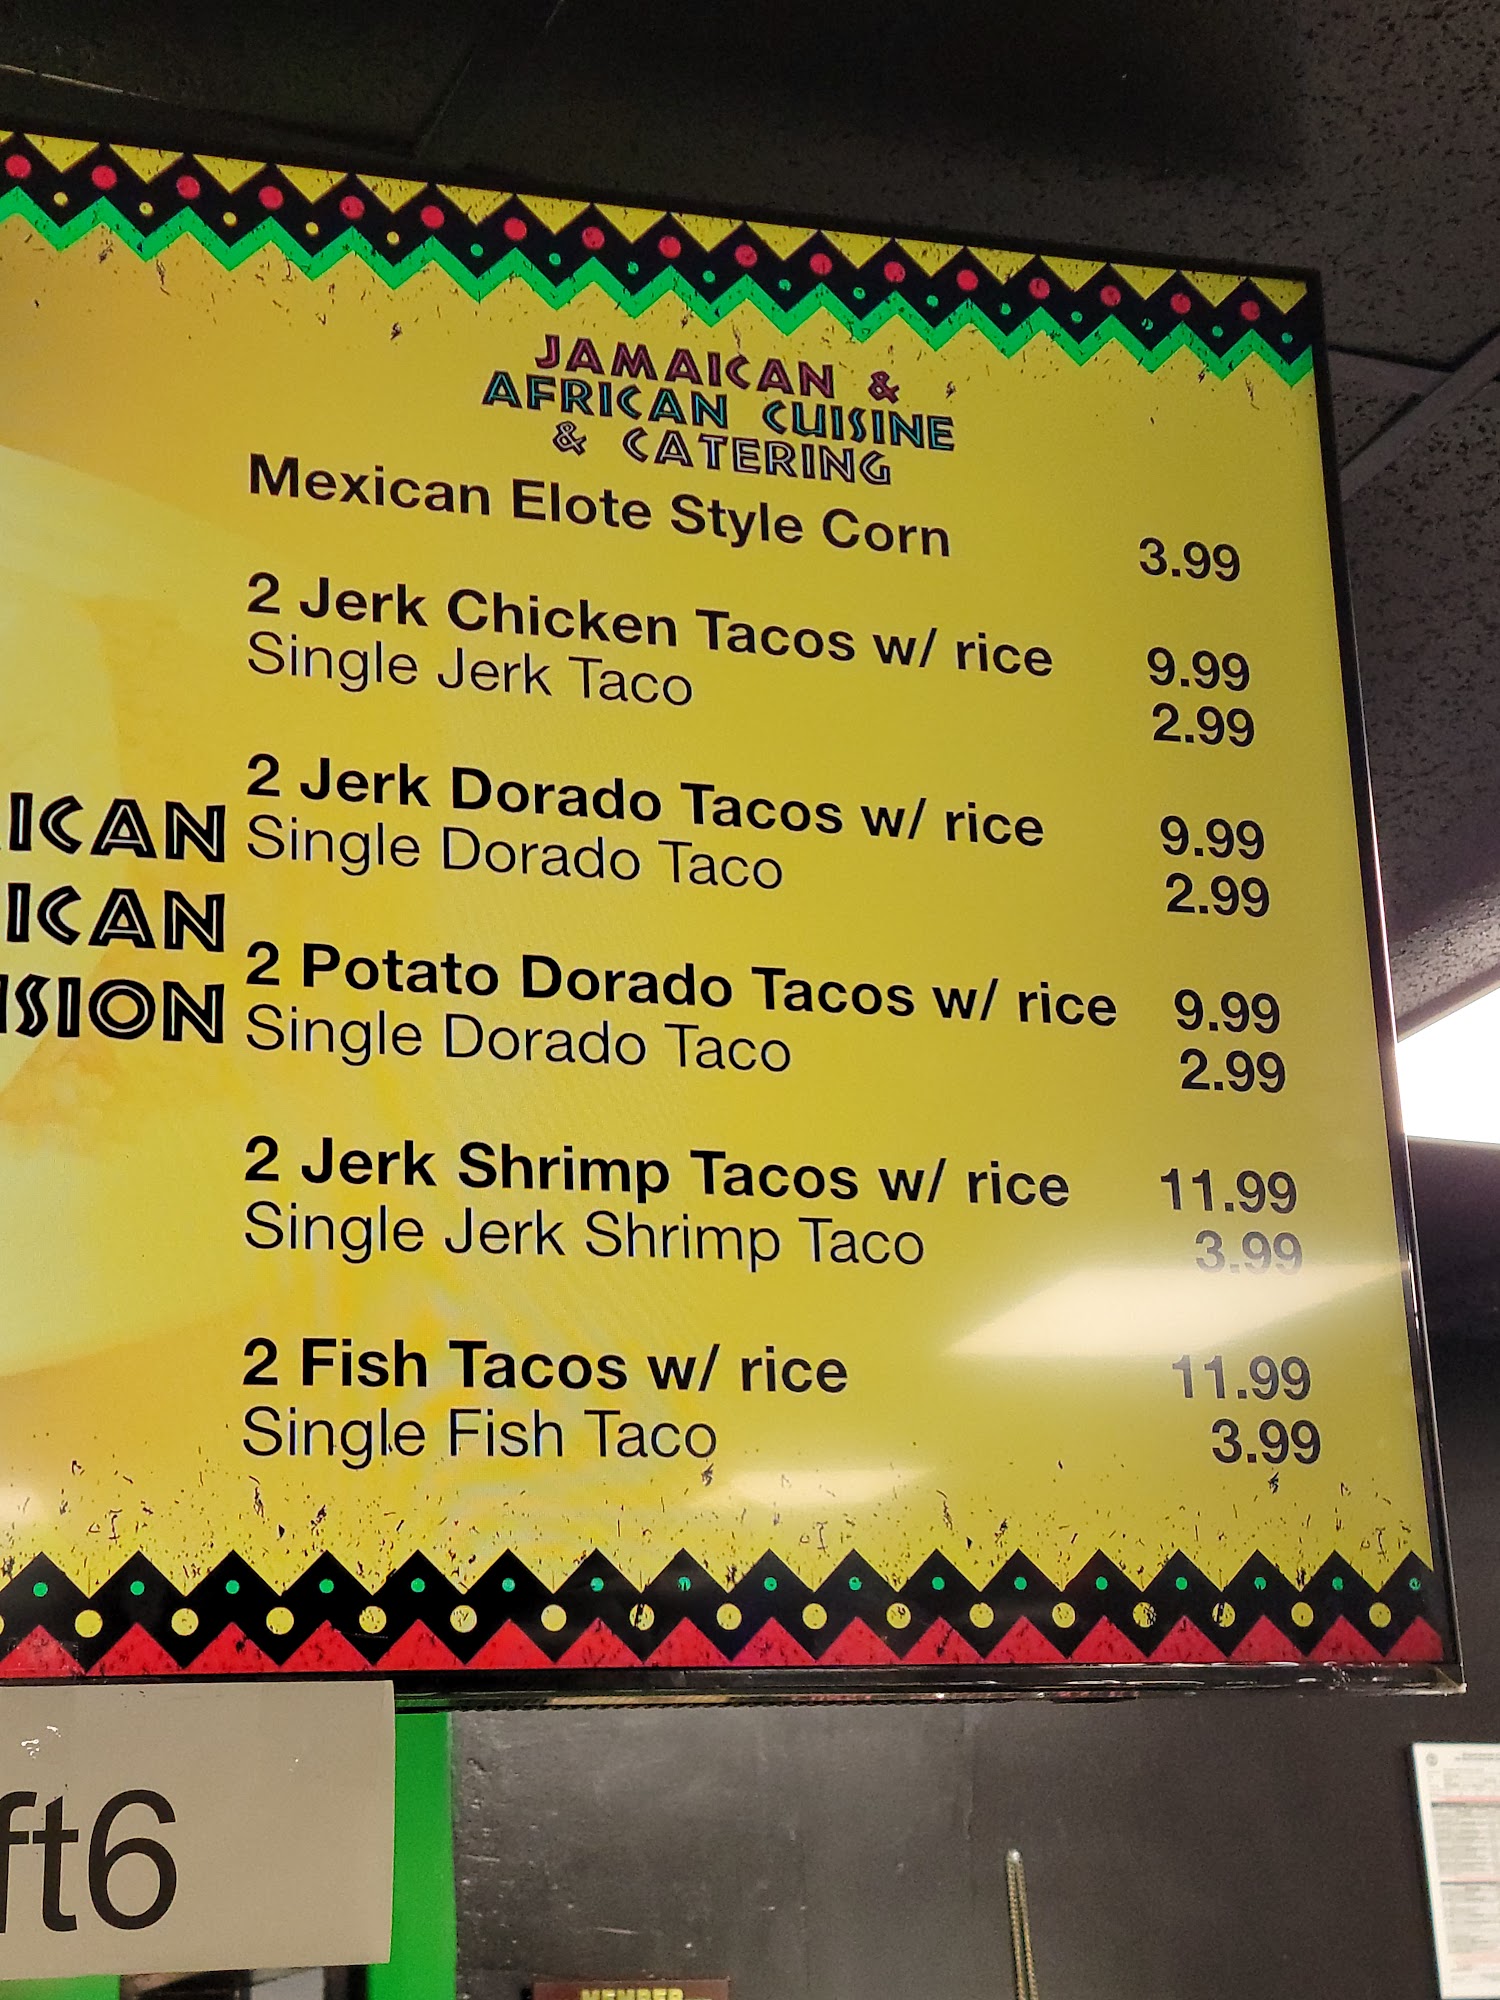 JAMAICAN &
AFRICAN CUISINE
& CATERING
Mexican Elote Style Corn 3.99
2 Jerk Chicken Tacos w/ rice 9.99
Single Jerk Taco 2.99
2 Jerk Dorado Tacos w/ rice 9.99
Single Dorado Taco 2.99
2 Potato Dorado Tacos w/ rice 9.99
Single Dorado Taco 2.99
2 Jerk Shrimp Tacos w/ rice 11.99
Single Jerk Shrimp Taco 3.99
2 Fish Tacos w/ rice 11.99
Single Fish Taco 3.99
ICAN
ICAN
SION
ft6
MEMBER